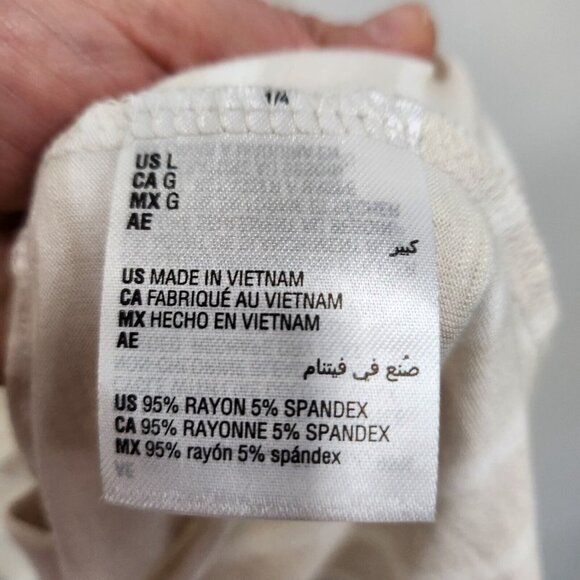 1/4
US L
CA G
MX G
AE
كبير
US MADE IN VIETNAM
CA FABRIQUÉ AU VIETNAM
MX HECHO EN VIETNAM
AE
صُنع في فيتنام
US 95% RAYON 5% SPANDEX
CA 95% RAYONNE 5% SPANDEX
MX 95% rayón 5% spándex